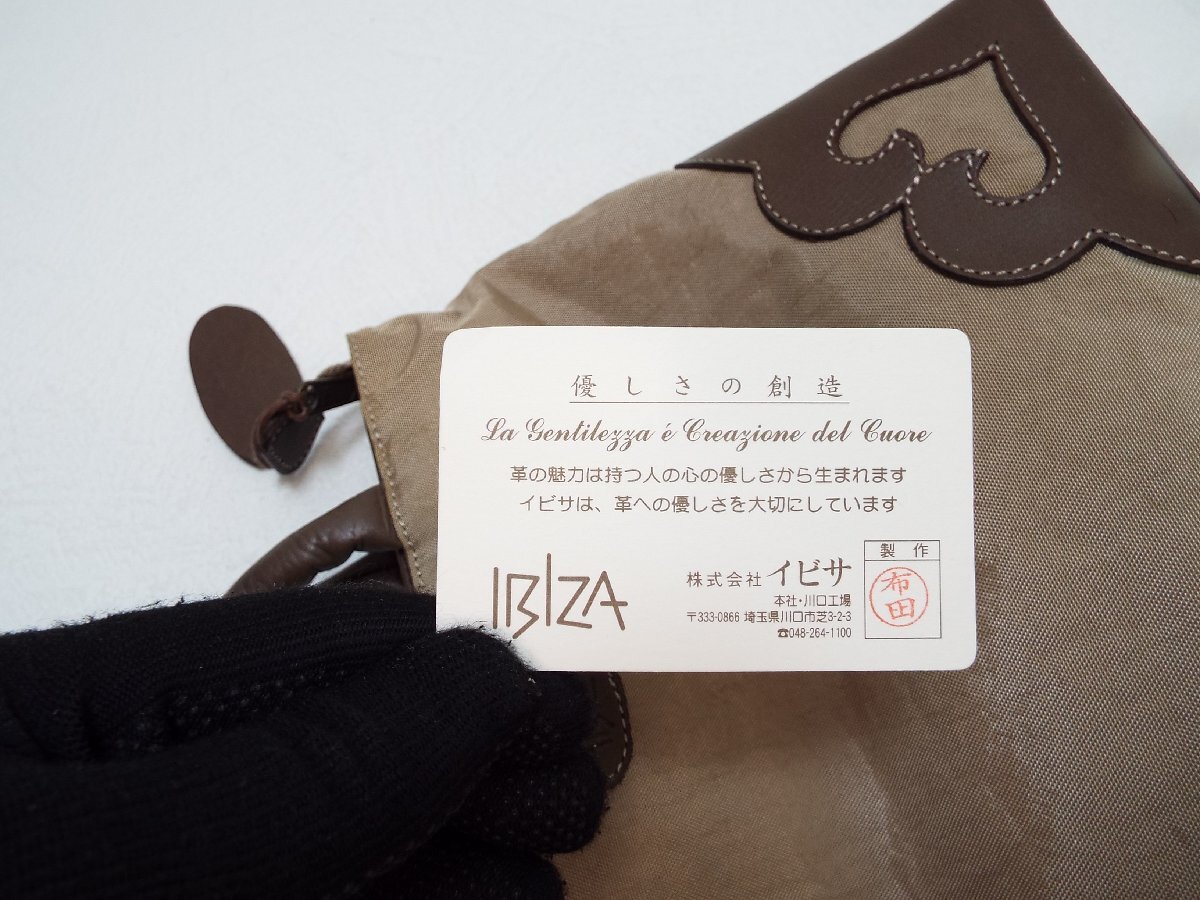 優しさの創造
La Gentilezza é Creazione del Cuore
革の魅力は持つ人の心の優しさから生まれます
イビサは、革への優しさを大切にしています
IBIZA
株式会社イビサ
本社・川口工場
〒333-0866 埼玉県川口市芝3-2-3
☎048-264-1100
製作
布田